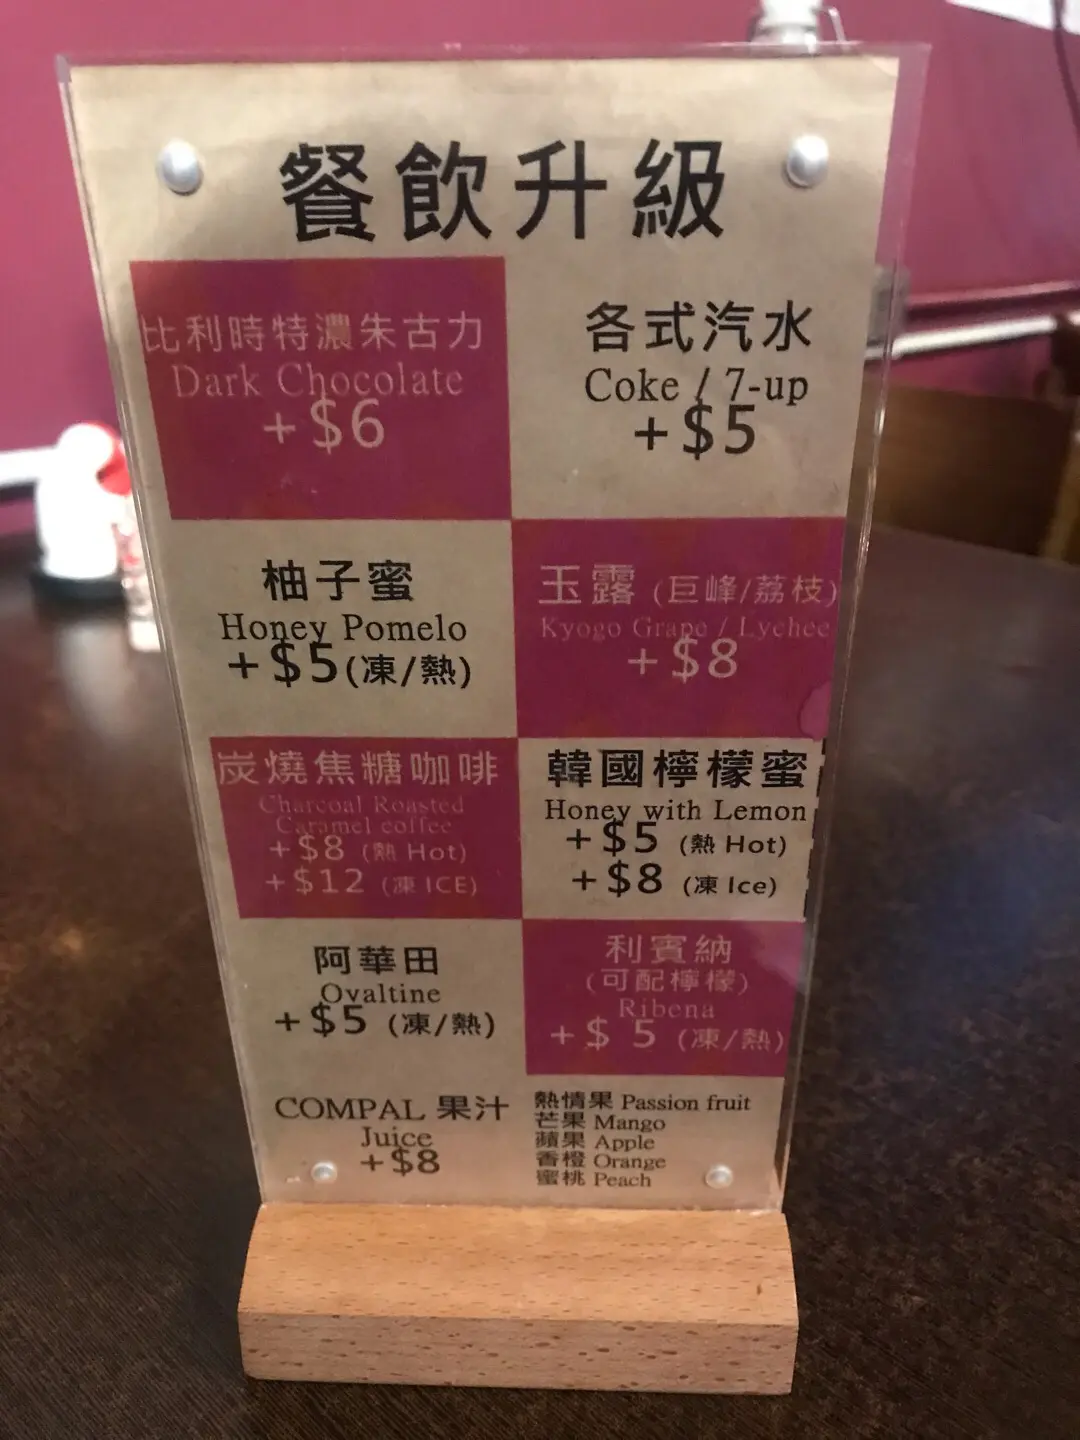 餐飲升級
比利時特濃朱古力
Dark Chocolate
+$6
各式汽水
Coke / 7-up
+$5
柚子蜜
Honey Pomelo
+$5(凍/熱)
玉露 (巨峰/荔枝)
Kyogo Grape / Lychee
+$8
炭燒焦糖咖啡
Charcoal Roasted
Caramel coffee
+$8 (熱 Hot)
+$12 (凍 ICE)
韓國檸檬蜜
Honey with Lemon
+$5 (熱 Hot)
+$8 (凍 Ice)
阿華田
Ovaltine
+$5 (凍/熱)
利賓納
(可配檸檬)
Ribena
+$ 5 (凍/熱)
COMPAL 果汁
Juice
+$8
熱情果 Passion fruit
芒果 Mango
蘋果 Apple
香橙 Orange
蜜桃 Peach